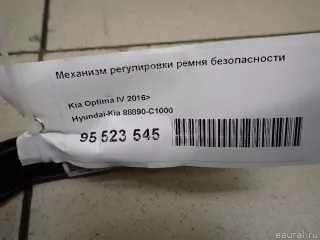 Механизм регулировки ремня безопасности
Kia Optima IV 2016>
Hyundai-Kia 88890-C1000
95 523 545
eaural.ru